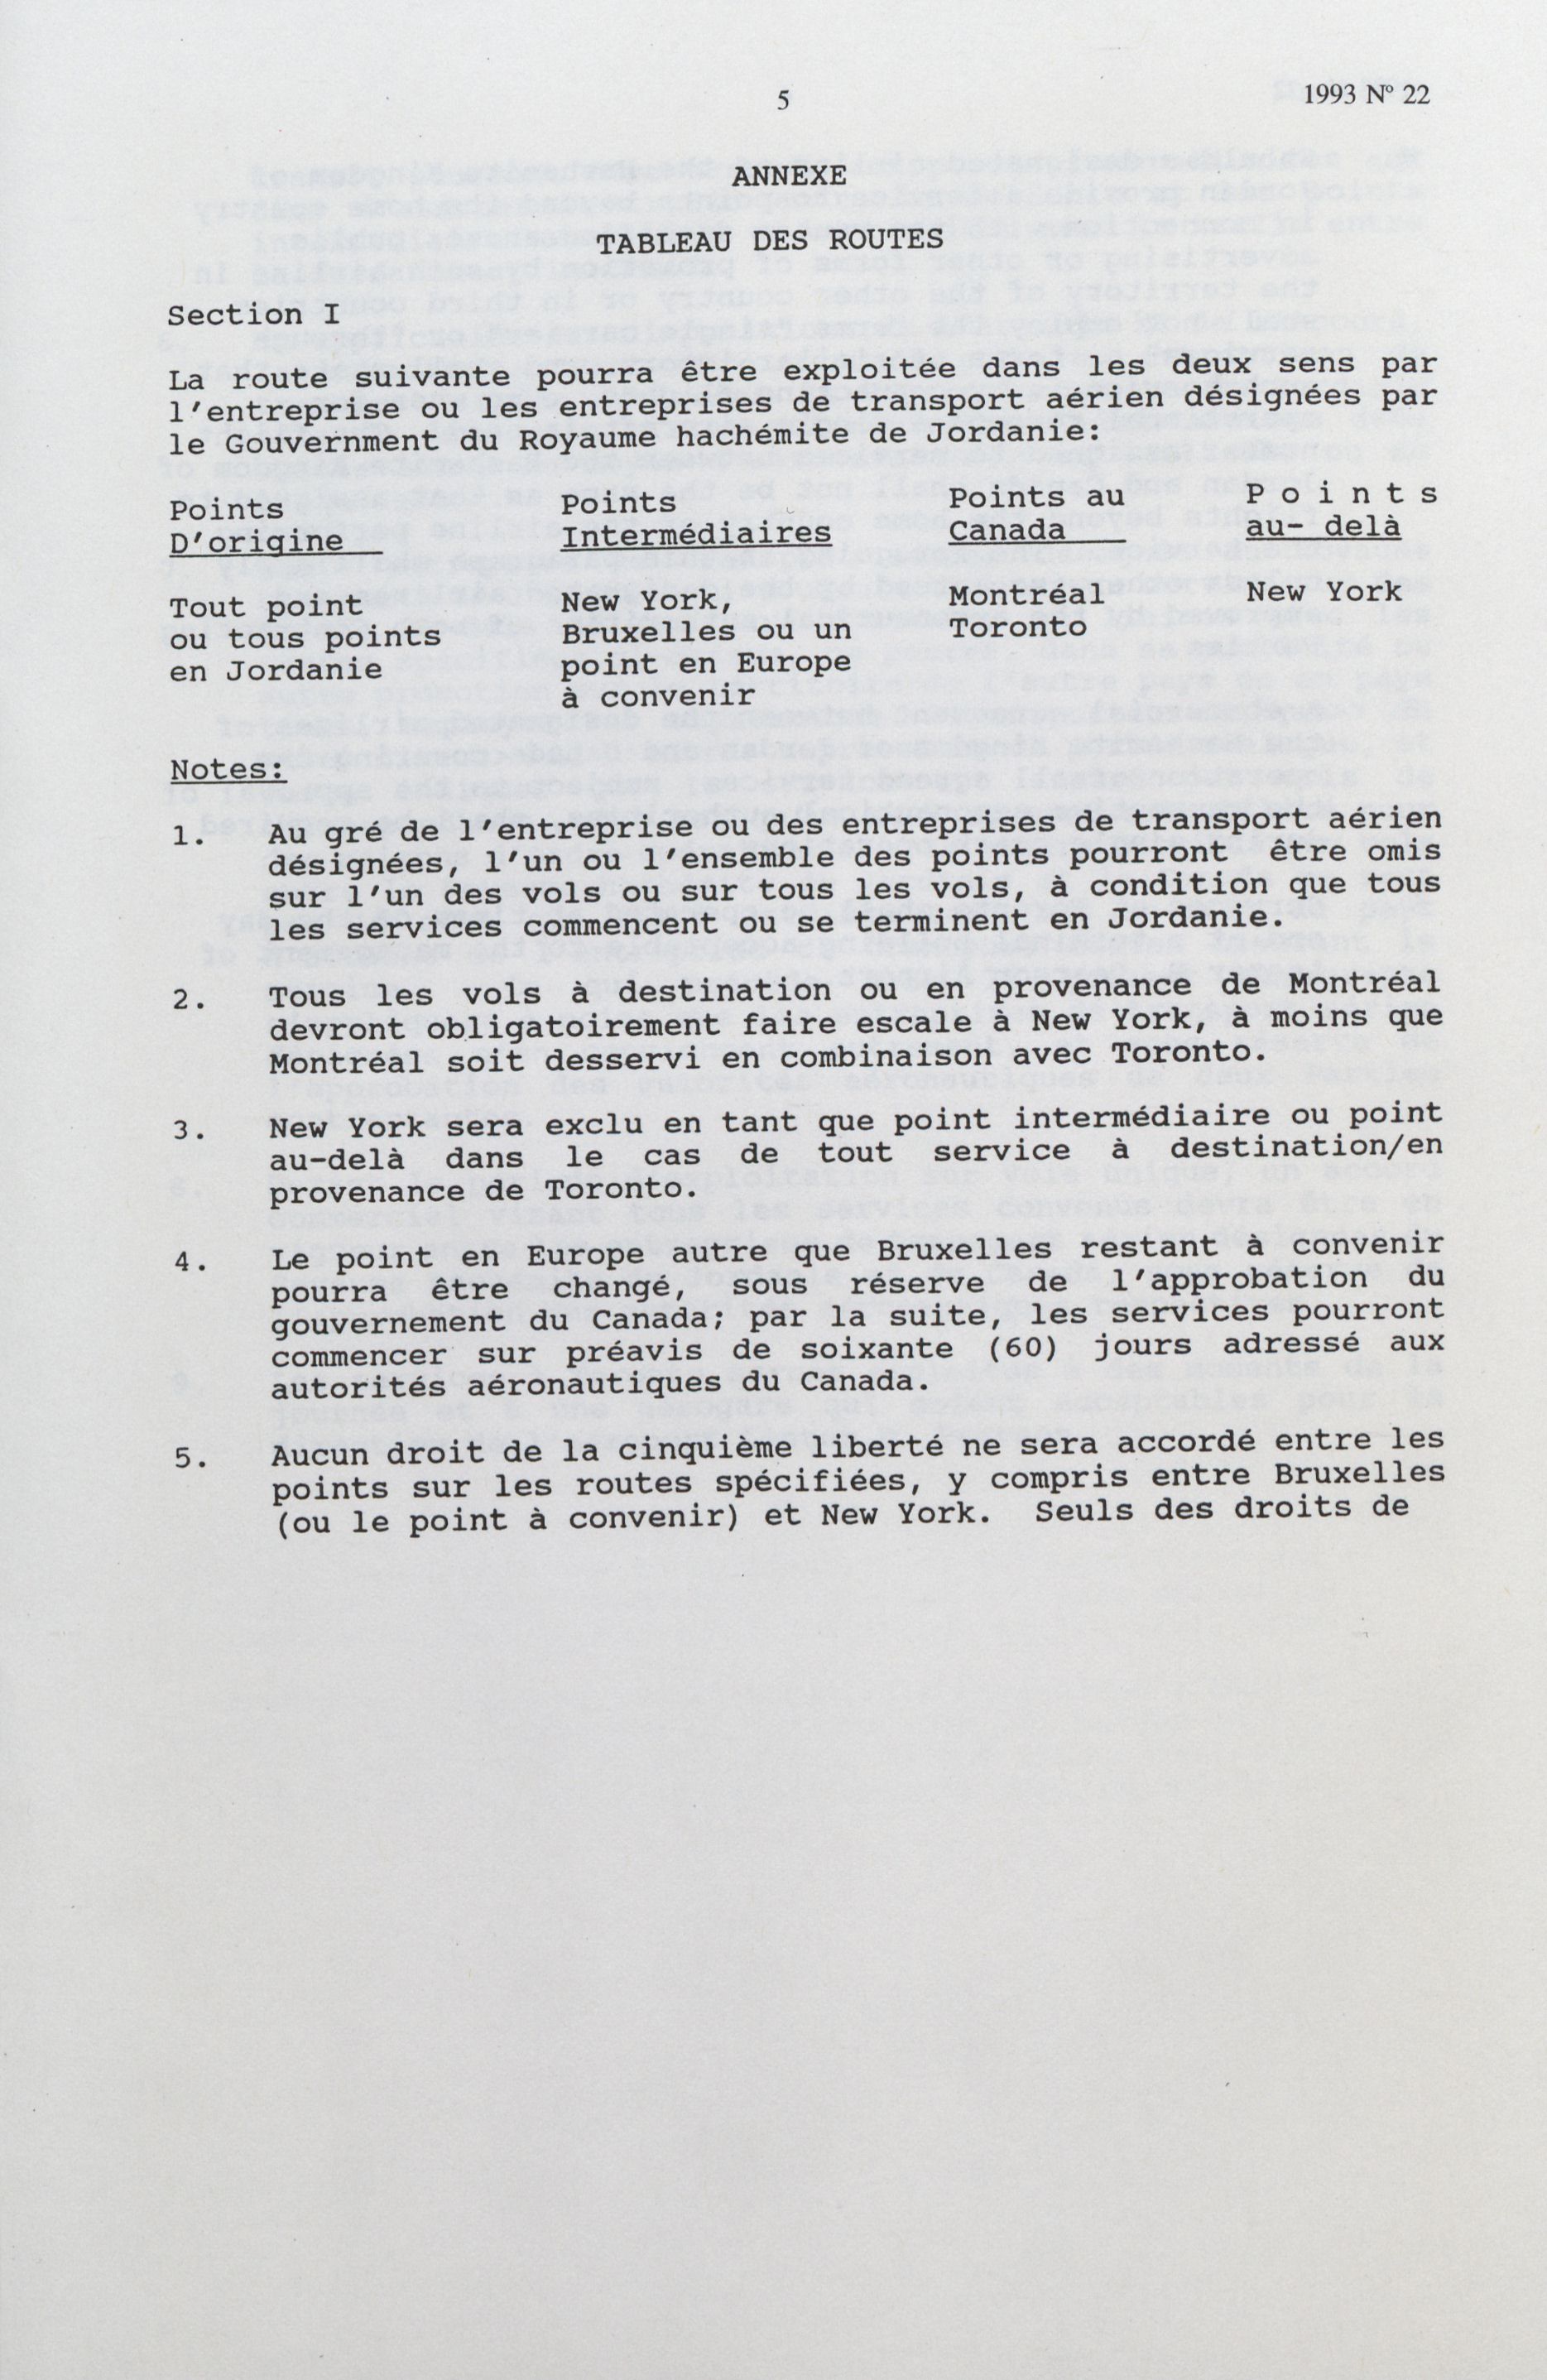 5
1993 Nº 22
ANNEXE
TABLEAU DES ROUTES
Section I
La route suivante pourra être exploitée dans les deux sens par
l'entreprise ou les entreprises de transport aérien désignées par
le Gouvernment du Royaume hachémite de Jordanie:
Points
D'origine
Points
Intermédiaires
Points au
Canada
P o i n t s
au- delà
Tout point
ou tous points
en Jordanie
New York,
Bruxelles ou un
point en Europe
à convenir
Montréal
Toronto
New York
Notes:
1. Au gré de l'entreprise ou des entreprises de transport aérien
désignées, l'un ou l'ensemble des points pourront être omis
sur l'un des vols ou sur tous les vols, à condition que tous
les services commencent ou se terminent en Jordanie.
2. Tous les vols à destination ou en provenance de Montréal
devront obligatoirement faire escale à New York, à moins que
Montréal soit desservi en combinaison avec Toronto.
3. New York sera exclu en tant que point intermédiaire ou point
au-delà dans le cas de tout service à destination/en
provenance de Toronto.
4. Le point en Europe autre que Bruxelles restant à convenir
pourra être changé, sous réserve de l'approbation du
gouvernement du Canada; par la suite, les services pourront
commencer sur préavis de soixante (60) jours adressé aux
autorités aéronautiques du Canada.
5. Aucun droit de la cinquième liberté ne sera accordé entre les
points sur les routes spécifiées, y compris entre Bruxelles
(ou le point à convenir) et New York. Seuls des droits de